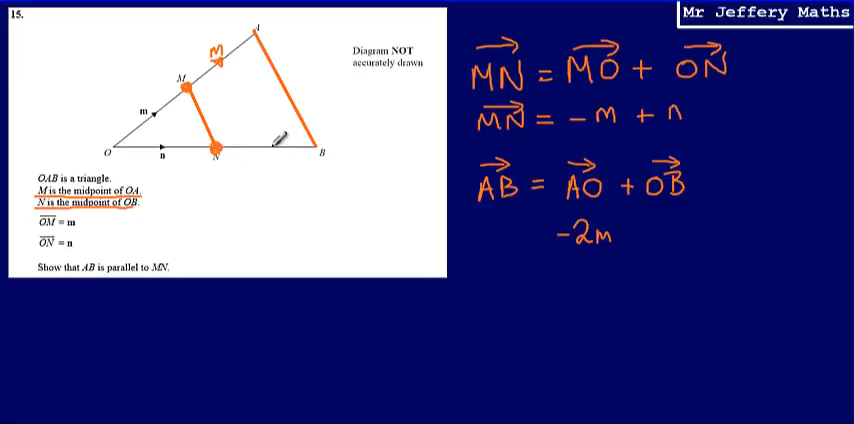 Mr Jeffery Maths
15.
A
m
M
Diagram NOT
accurately drawn
m
O
n
N
B
OAB is a triangle.
M is the midpoint of OA.
N is the midpoint of OB.
OM = m
ON = n
Show that AB is parallel to MN.
MN = MO + ON
MN = - m + n
AB = AO + OB
-2m